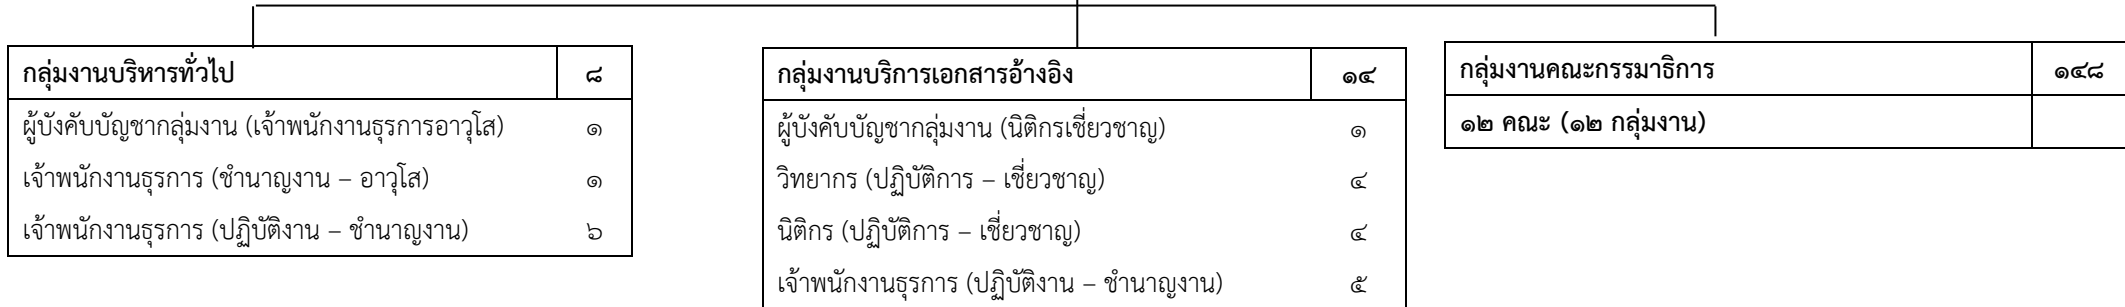 กลุ่มงานบริหารทั่วไป ๘
ผู้บังคับบัญชากลุ่มงาน (เจ้าพนักงานธุรการอาวุโส) ๑
เจ้าพนักงานธุรการ (ชำนาญงาน – อาวุโส) ๑
เจ้าพนักงานธุรการ (ปฏิบัติงาน – ชำนาญงาน) ๖
กลุ่มงานบริการเอกสารอ้างอิง ๑๔
ผู้บังคับบัญชากลุ่มงาน (นิติกรเชี่ยวชาญ) ๑
วิทยากร (ปฏิบัติการ – เชี่ยวชาญ) ๔
นิติกร (ปฏิบัติการ – เชี่ยวชาญ) ๔
เจ้าพนักงานธุรการ (ปฏิบัติงาน – ชำนาญงาน) ๕
กลุ่มงานคณะกรรมาธิการ ๑๔๘
๑๒ คณะ (๑๒ กลุ่มงาน)